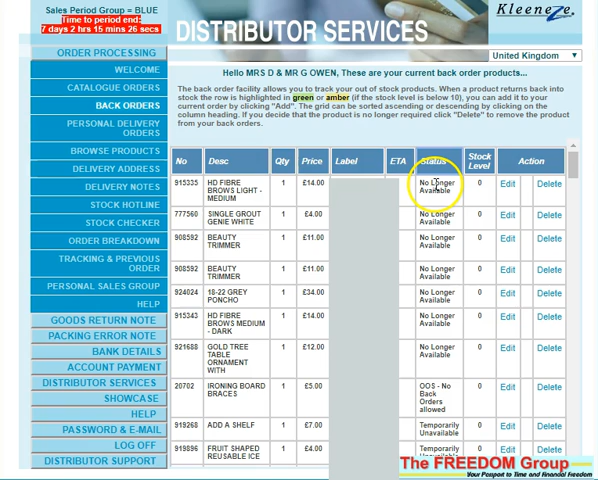 Sales Period Group = BLUE
Time to period end:
7 days 2 hrs 15 mins 26 secs
DISTRIBUTOR SERVICES
Kleeneze.
United Kingdom
ORDER PROCESSING
WELCOME
CATALOGUE ORDERS
BACK ORDERS
PERSONAL DELIVERY
ORDERS
BROWSE PRODUCTS
DELIVERY ADDRESS
DELIVERY NOTES
STOCK HOTLINE
STOCK CHECKER
ORDER BREAKDOWN
TRACKING & PREVIOUS
ORDER
PERSONAL SALES GROUP
HELP
GOODS RETURN NOTE
PACKING ERROR NOTE
BANK DETAILS
ACCOUNT PAYMENT
DISTRIBUTOR SERVICES
SHOWCASE
HELP
PASSWORD & E-MAIL
LOG OFF
DISTRIBUTOR SUPPORT
Hello MRS D & MR G OWEN, These are your current back order products...
The back order facility allows you to track your out of stock products. When a product returns back into
stock the row is highlighted in green or amber (if the stock level is below 10), you can add it to your
current order by clicking "Add". The grid can be sorted ascending or descending by clicking on the
column heading. If you decide that the product is no longer required click "Delete" to remove the product
from your back orders.
No Desc Qty Price Label ETA Status Stock Level Action
915335 HD FIBRE BROWS LIGHT - MEDIUM 1 £14.00 No Longer Available 0 Edit Delete
777560 SINGLE GROUT GENIE WHITE 1 £4.00 No Longer Available 0 Edit Delete
908592 BEAUTY TRIMMER 1 £11.00 No Longer Available 0 Edit Delete
908592 BEAUTY TRIMMER 1 £11.00 No Longer Available 0 Edit Delete
924024 18-22 GREY PONCHO 1 £34.00 No Longer Available 0 Edit Delete
915343 HD FIBRE BROWS MEDIUM - DARK 1 £14.00 No Longer Available 0 Edit Delete
921688 GOLD TREE TABLE ORNAMENT WITH 1 £12.00 No Longer Available 0 Edit Delete
20702 IRONING BOARD BRACES 1 £5.00 OOS - No Back Orders allowed 0 Edit Delete
919268 ADD A SHELF 1 £7.00 Temporarily Unavailable 0 Edit Delete
919896 FRUIT SHAPED REUSABLE ICE 1 £4.00 Temporarily Unavailable 0 Edit Delete
The FREEDOM Group
Your Passport to Time and Financial Freedom